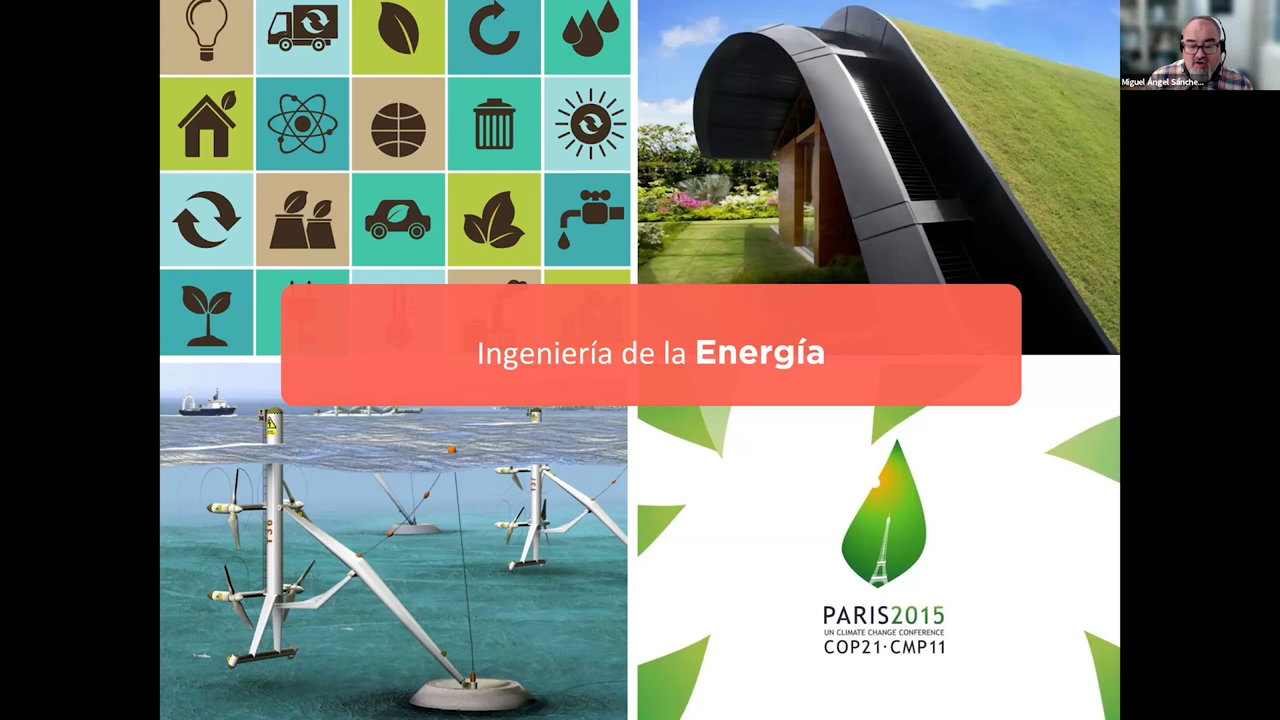 Miguel Ángel Sánche...
Ingeniería de la Energía
PARIS2015
UN CLIMATE CHANGE CONFERENCE
COP21·CMP11